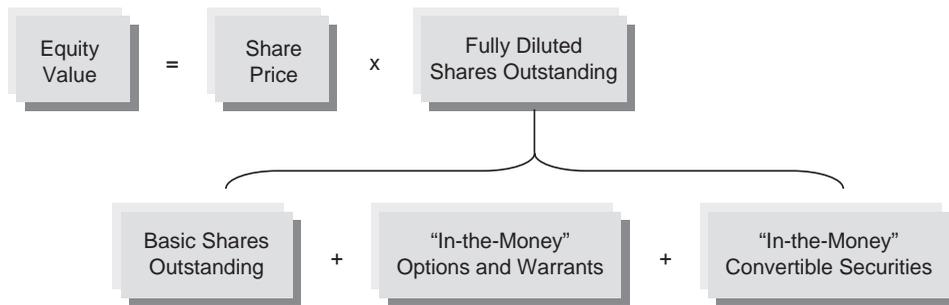 Equity
Value
=
Share
Price
x
Fully Diluted
Shares Outstanding
Basic Shares
Outstanding
+
“In-the-Money”
Options and Warrants
+
“In-the-Money”
Convertible Securities